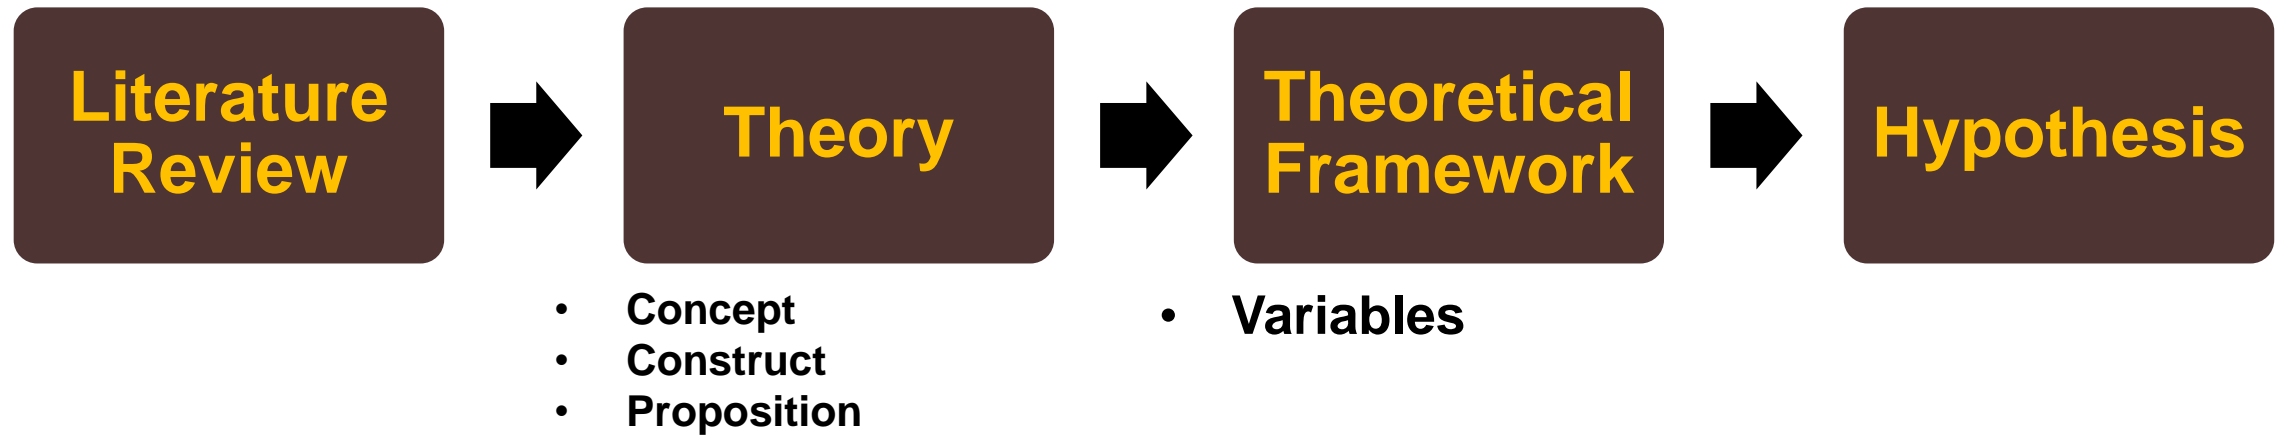 Literature
Review
Theory
Theoretical
Framework
Hypothesis
• Concept
• Construct
• Proposition
• Variables